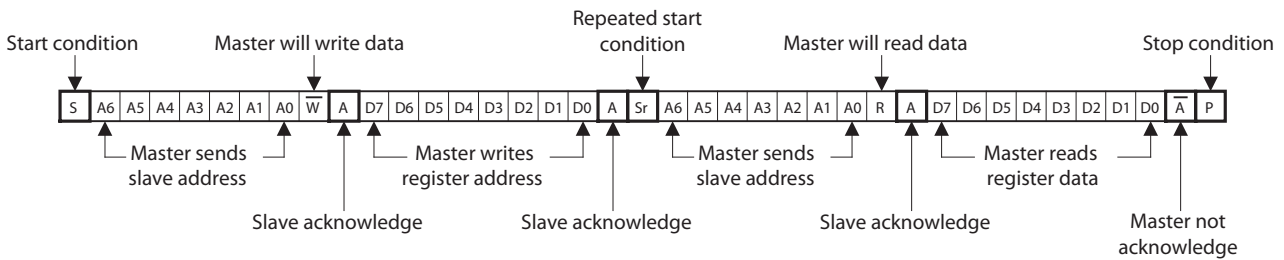 Repeated start
Start condition Master will write data condition Master will read data Stop condition
S A6 A5 A4 A3 A2 A1 A0 W̅ A D7 D6 D5 D4 D3 D2 D1 D0 A Sr A6 A5 A4 A3 A2 A1 A0 R A D7 D6 D5 D4 D3 D2 D1 D0 A̅ P
Master sends Master writes Master sends Master reads
slave address register address slave address register data
Slave acknowledge Slave acknowledge Slave acknowledge Master not
acknowledge